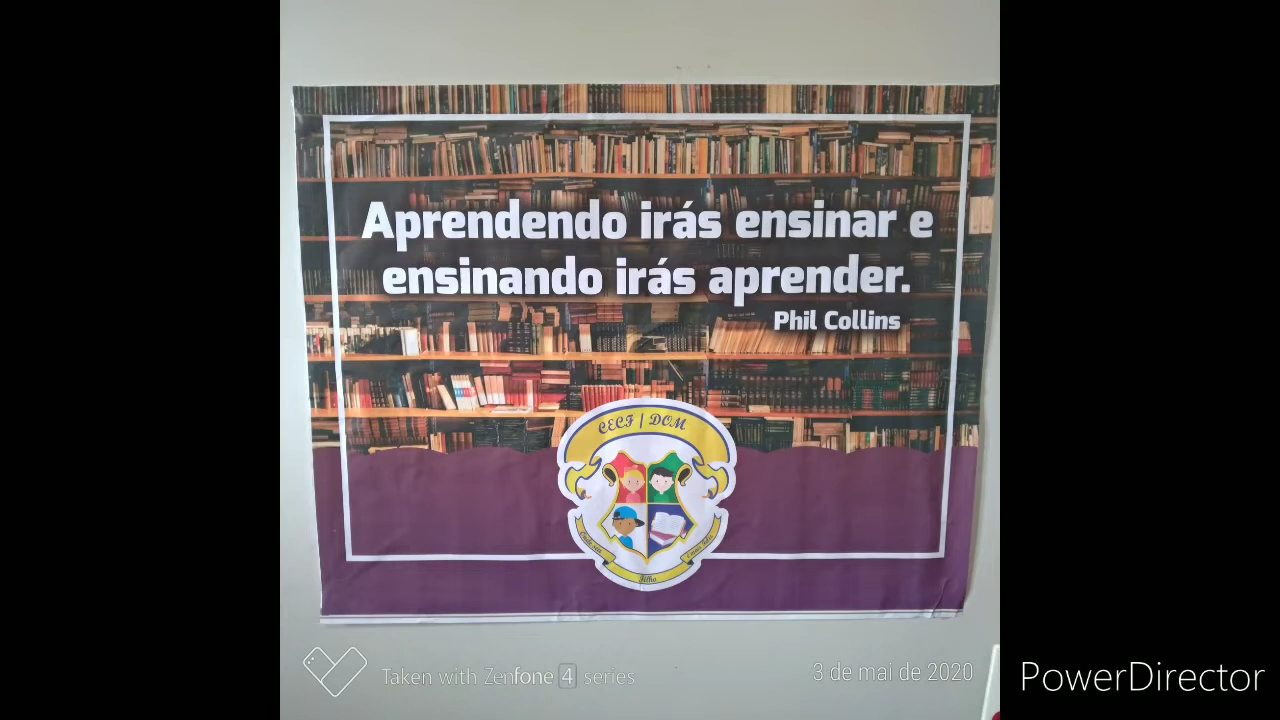 Aprendendo irás ensinar e
ensinando irás aprender.
Phil Collins
CECF / DOM
Filho
Taken with Zenfone 4 series
3 de mai de 2020
PowerDirector